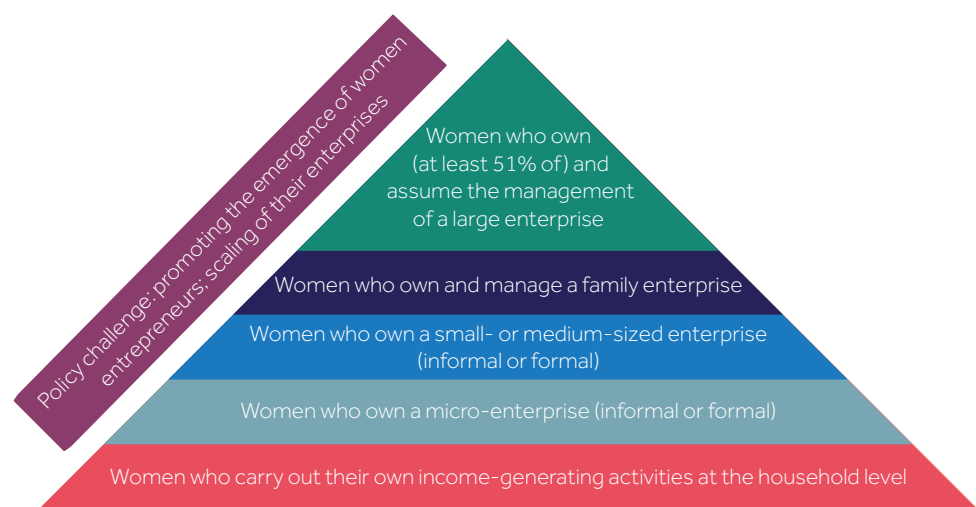 Policy challenge: promoting the emergence of women
entrepreneurs; scaling of their enterprises
Women who own
(at least 51% of) and
assume the management
of a large enterprise
Women who own and manage a family enterprise
Women who own a small- or medium-sized enterprise
(informal or formal)
Women who own a micro-enterprise (informal or formal)
Women who carry out their own income-generating activities at the household level